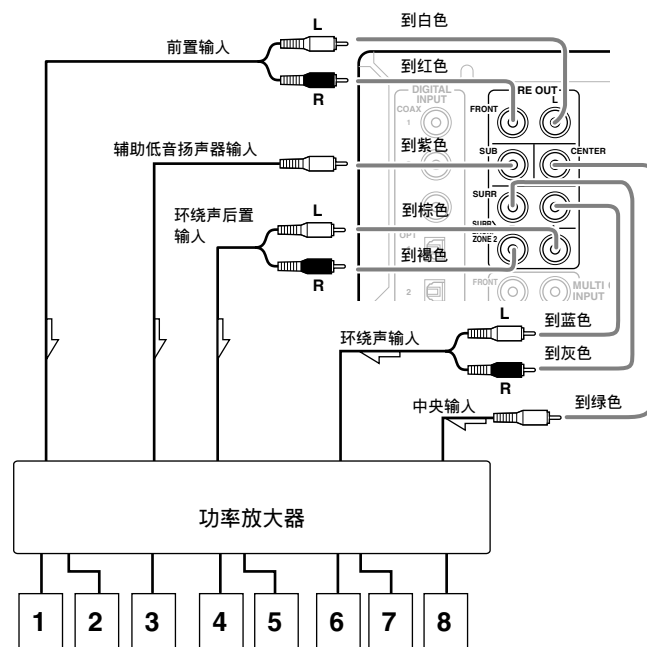 L
到白色
前置输入
到红色
R
DIGITAL
INPUT
COAX
1
RE OUT
L
FRONT
辅助低音扬声器输入
到紫色
SUB
CENTER
SURR
环绕声后置
输入
L
到棕色
OPT
SURR
ZONE 2
到褐色
R
2
FRONT
MULTI
INPUT
L
到蓝色
环绕声输入
到灰色
R
中央输入
到绿色
功率放大器
1 2 3 4 5 6 7 8